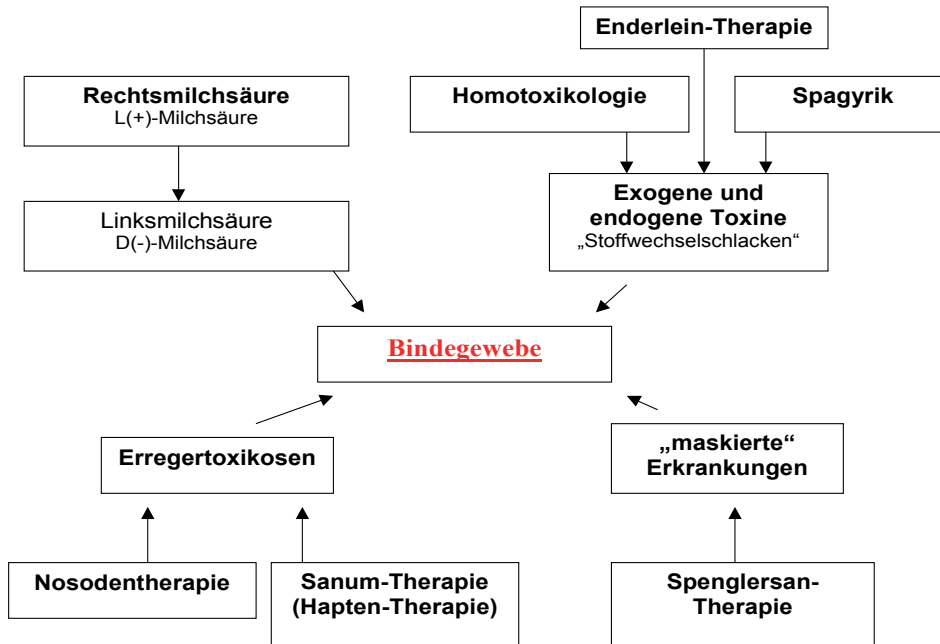 Enderlein-Therapie
Rechtsmilchsäure
L(+)-Milchsäure
Homotoxikologie
Spagyrik
Exogene und
endogene Toxine
„Stoffwechselschlacken“
Linksmilchsäure
D(-)-Milchsäure
Bindegewebe
Erregertoxikosen
„maskierte“
Erkrankungen
Nosodentherapie
Sanum-Therapie
(Hapten-Therapie)
Spenglersan-
Therapie